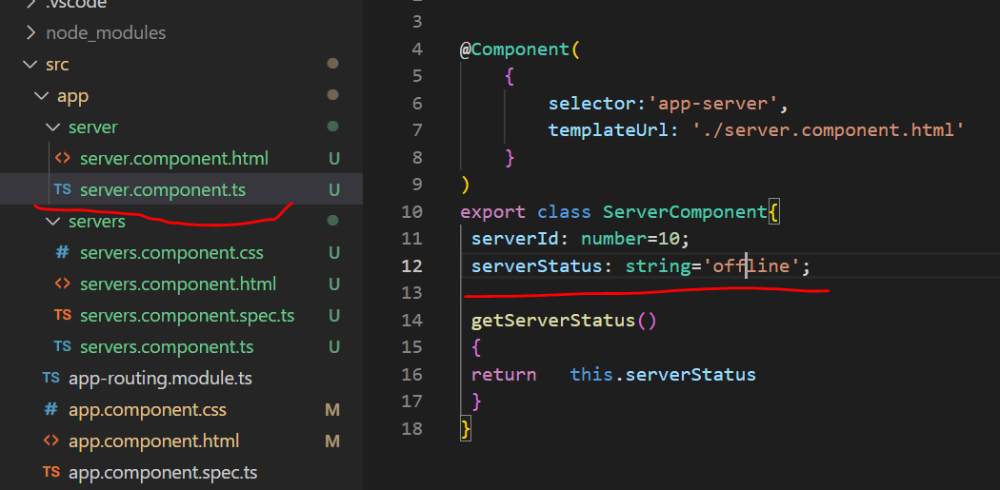 .vscode
node_modules
src
app
server
<> server.component.html U
TS server.component.ts U
servers
# servers.component.css U
<> servers.component.html U
TS servers.component.spec.ts U
TS servers.component.ts U
TS app-routing.module.ts
# app.component.css M
<> app.component.html M
TS app.component.spec.ts
3
4 @Component(
5 {
6 selector:'app-server',
7 templateUrl: './server.component.html'
8 }
9 )
10 export class ServerComponent{
11 serverId: number=10;
12 serverStatus: string='offline';
13
14 getServerStatus()
15 {
16 return this.serverStatus
17 }
18 }